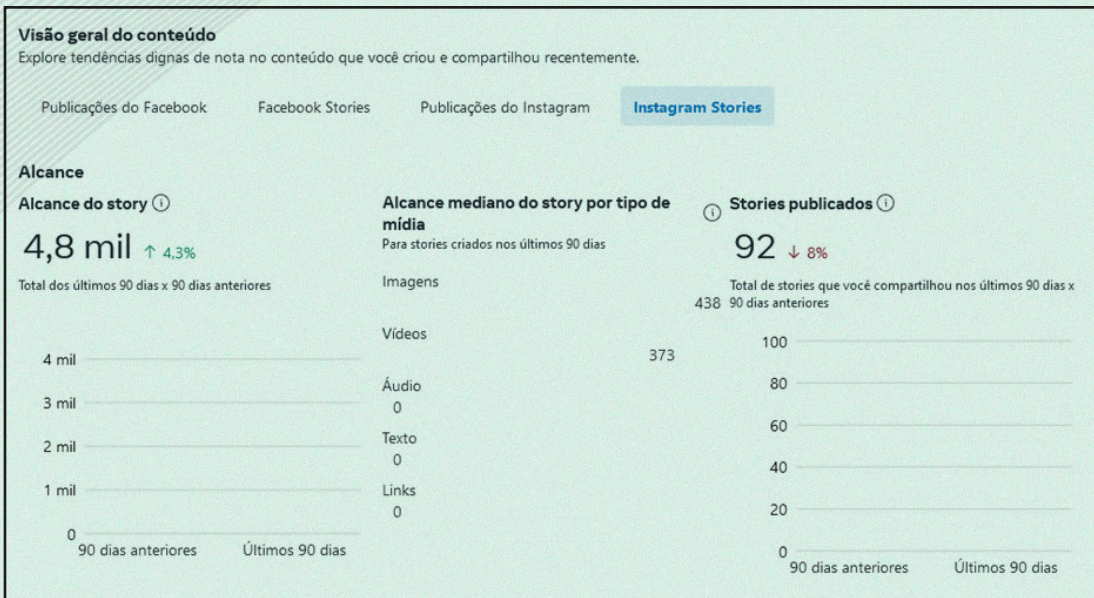 Visão geral do conteúdo
Explore tendências dignas de nota no conteúdo que você criou e compartilhou recentemente.
Publicações do Facebook
Facebook Stories
Publicações do Instagram
Instagram Stories
Alcance
Alcance do story
4,8 mil ↑ 4,3%
Total dos últimos 90 dias x 90 dias anteriores
4 mil
3 mil
2 mil
1 mil
0
90 dias anteriores
Últimos 90 dias
Alcance mediano do story por tipo de
mídia
Para stories criados nos últimos 90 dias
Imagens
438
Vídeos
373
Áudio
0
Texto
0
Links
0
Stories publicados
92 ↓ 8%
Total de stories que você compartilhou nos últimos 90 dias x
90 dias anteriores
100
80
60
40
20
0
90 dias anteriores
Últimos 90 dias